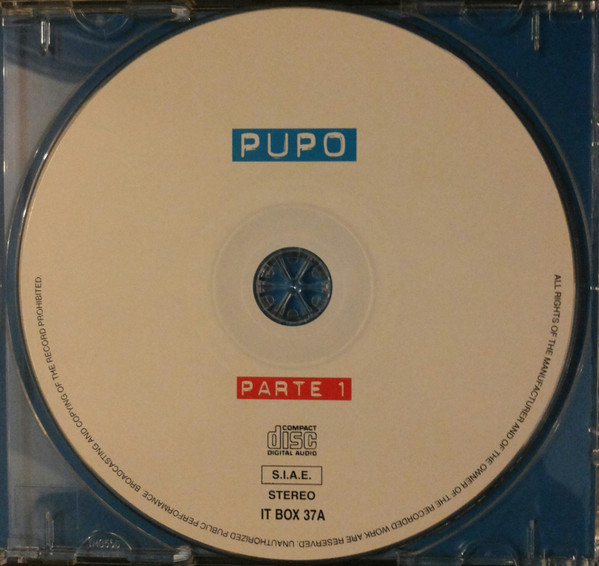 PUPO
PARTE 1
COMPACT
disc
DIGITAL AUDIO
S.I.A.E.
STEREO
IT BOX 37A
ALL RIGHTS OF THE MANUFACTURER AND OF THE OWNER OF THE RECORDED WORK ARE RESERVED. UNAUTHORIZED PUBLIC PERFORMANCE BROADCASTING AND COPYING OF THE RECORD PROHIBITED.